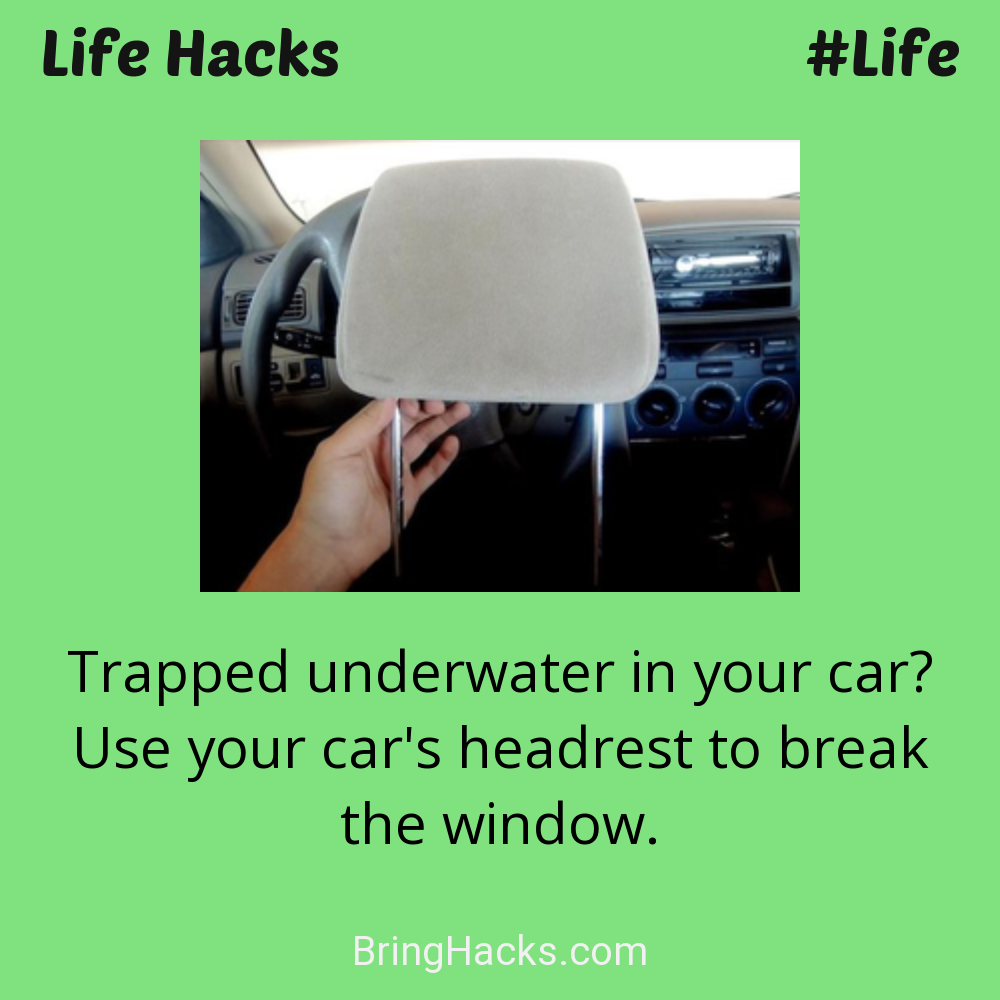 Life Hacks
#Life
Trapped underwater in your car?
Use your car's headrest to break
the window.
BringHacks.com